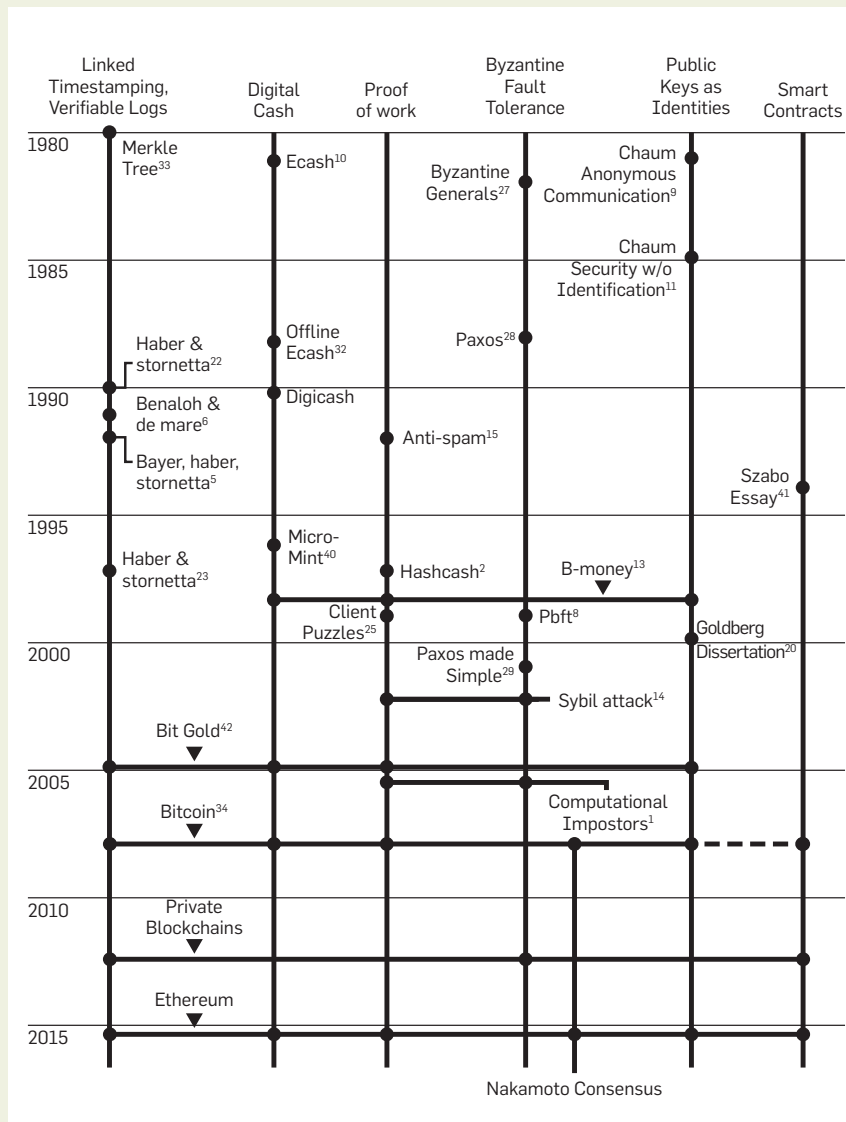 Linked
Timestamping,
Verifiable Logs
Digital
Cash
Proof
of work
Byzantine
Fault
Tolerance
Public
Keys as
Identities
Smart
Contracts
1980
Merkle
Tree³³
Ecash¹⁰
Byzantine
Generals²⁷
Chaum
Anonymous
Communication⁹
1985
Chaum
Security w/o
Identification¹¹
Haber &
stornetta²²
Offline
Ecash³²
Paxos²⁸
1990
Digicash
Benaloh &
de mare⁶
Anti-spam¹⁵
Bayer, haber,
stornetta⁵
Szabo
Essay⁴¹
1995
Micro-
Mint⁴⁰
Haber &
stornetta²³
Hashcash²
B-money¹³
Client
Puzzles²⁵
Pbft⁸
Goldberg
Dissertation²⁰
2000
Paxos made
Simple²⁹
Sybil attack¹⁴
Bit Gold⁴²
2005
Computational
Impostors¹
Bitcoin³⁴
2010
Private
Blockchains
Ethereum
2015
Nakamoto Consensus